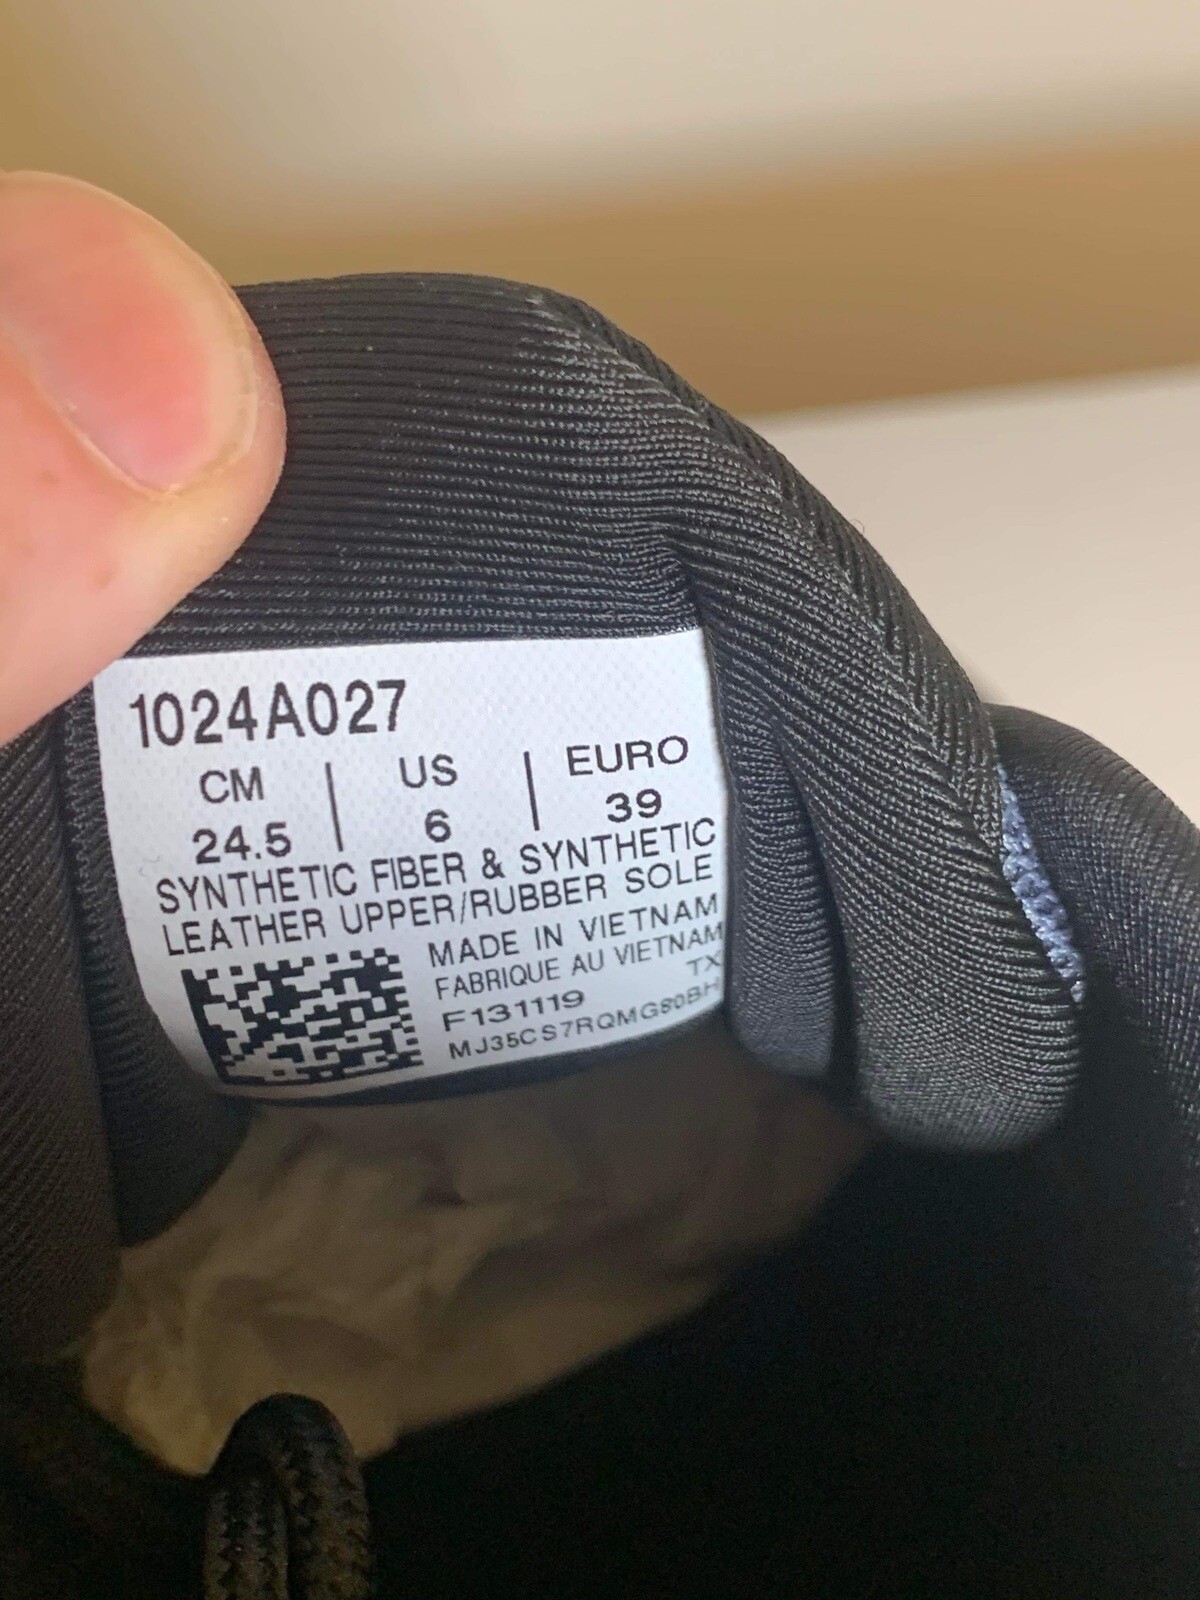 1024A027
CM | US | EURO
24.5 | 6 | 39
SYNTHETIC FIBER & SYNTHETIC
LEATHER UPPER/RUBBER SOLE
MADE IN VIETNAM
FABRIQUE AU VIETNAM
TX
F131119
MJ35CS7RQMG80BH